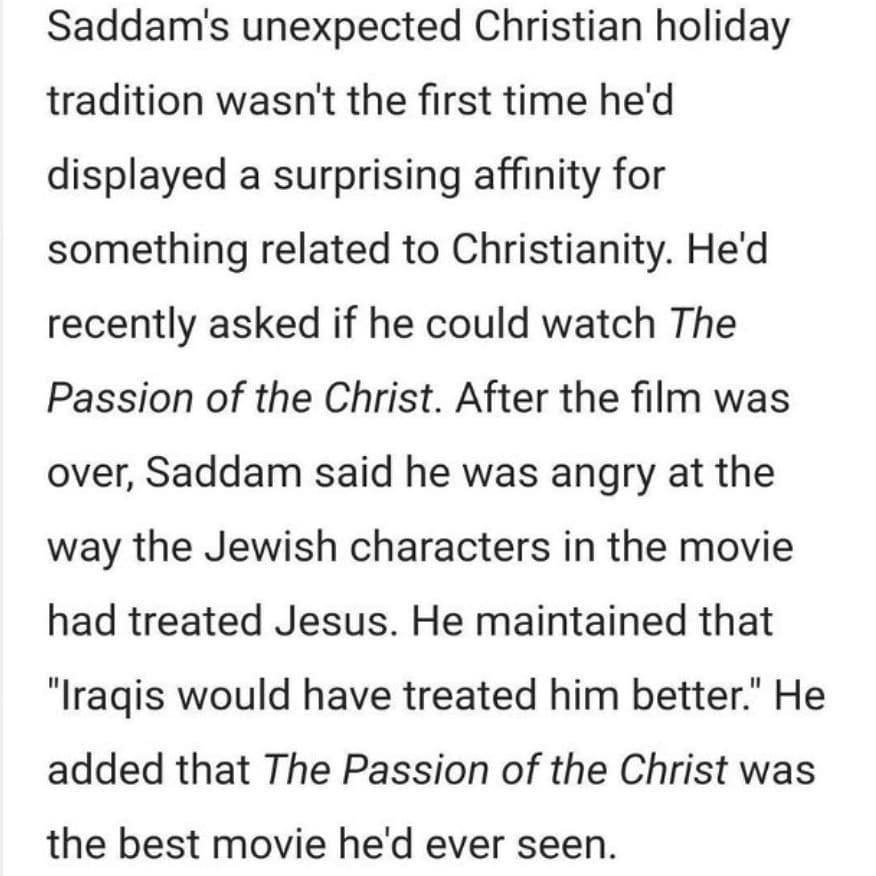 Saddam's unexpected Christian holiday
tradition wasn't the first time he'd
displayed a surprising affinity for
something related to Christianity. He'd
recently asked if he could watch The
Passion of the Christ. After the film was
over, Saddam said he was angry at the
way the Jewish characters in the movie
had treated Jesus. He maintained that
"Iraqis would have treated him better." He
added that The Passion of the Christ was
the best movie he'd ever seen.